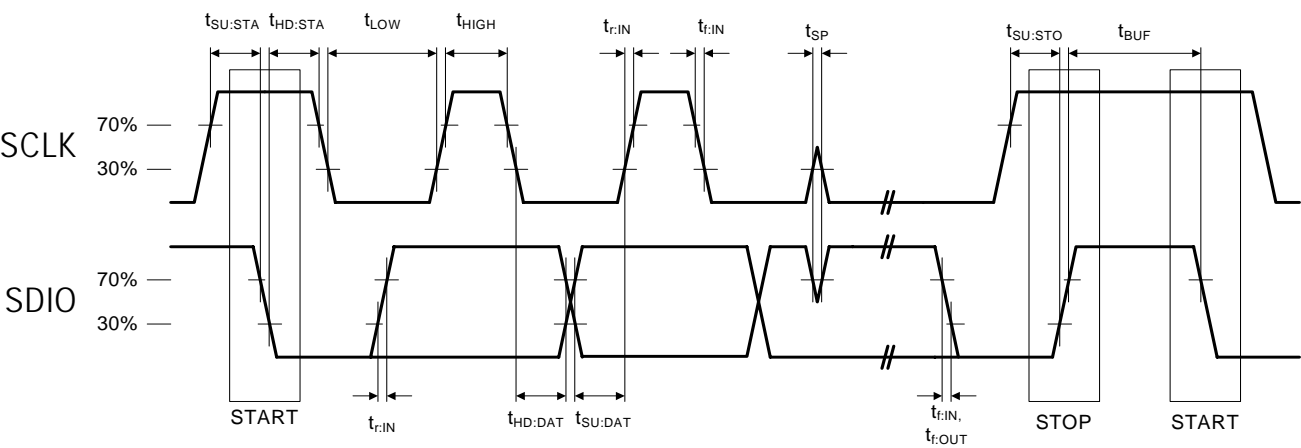 tSU:STA tHD:STA tLOW tHIGH tr:IN tf:IN tSP tSU:STO tBUF
SCLK
70%
30%
SDIO
70%
30%
START
tr:IN
tHD:DAT tSU:DAT
tf:IN,
tf:OUT
STOP
START